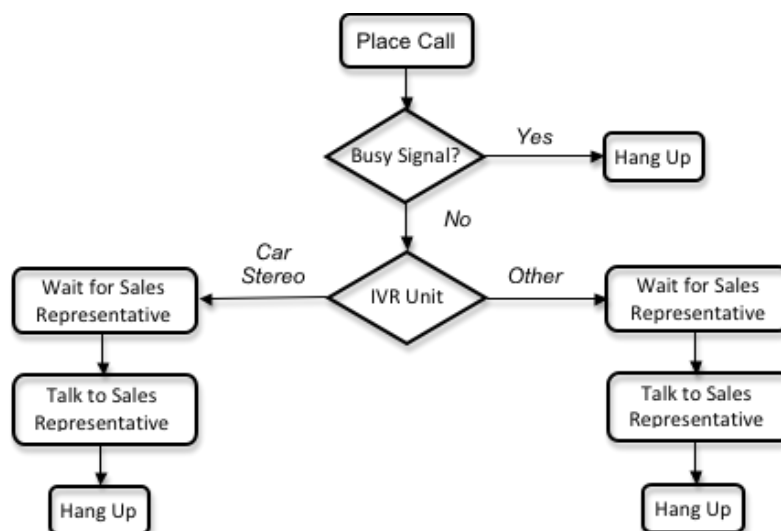 Place Call
Busy Signal?
Yes
Hang Up
No
Car
Stereo
IVR Unit
Other
Wait for Sales
Representative
Wait for Sales
Representative
Talk to Sales
Representative
Talk to Sales
Representative
Hang Up
Hang Up